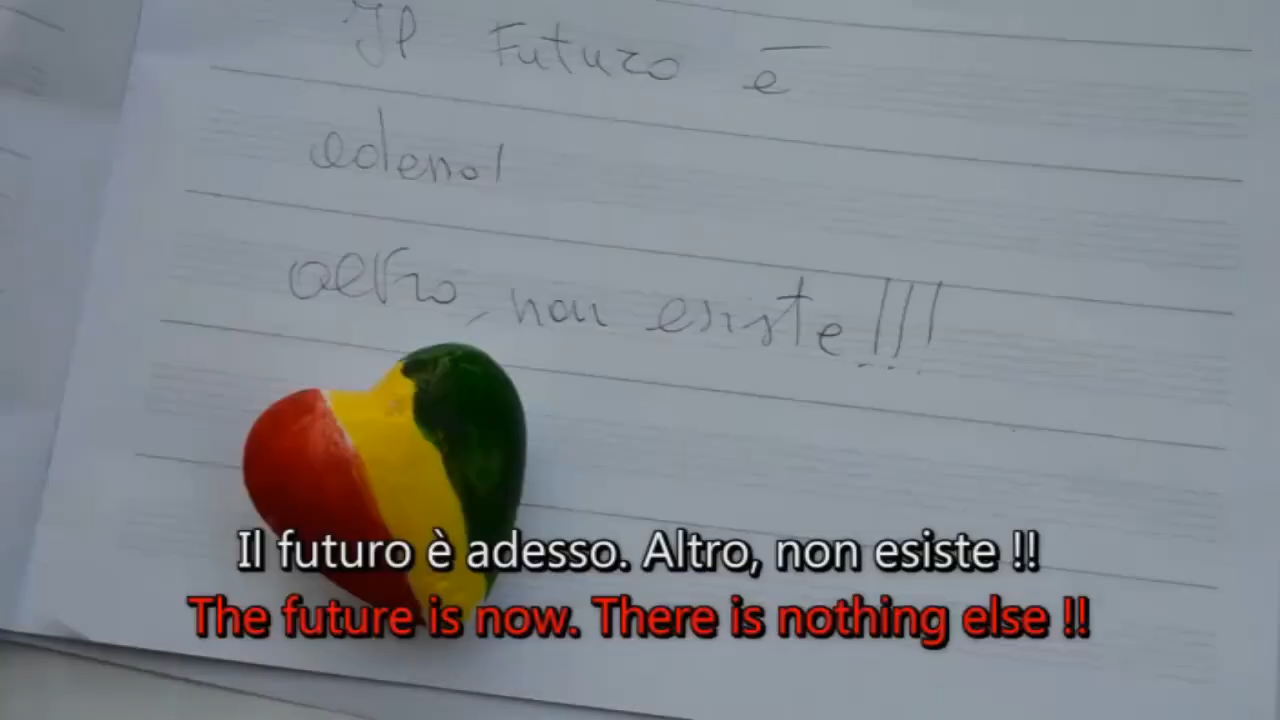 Il Futuro è
adesso!
altro, non esiste!!!
Il futuro è adesso. Altro, non esiste !!
The future is now. There is nothing else !!